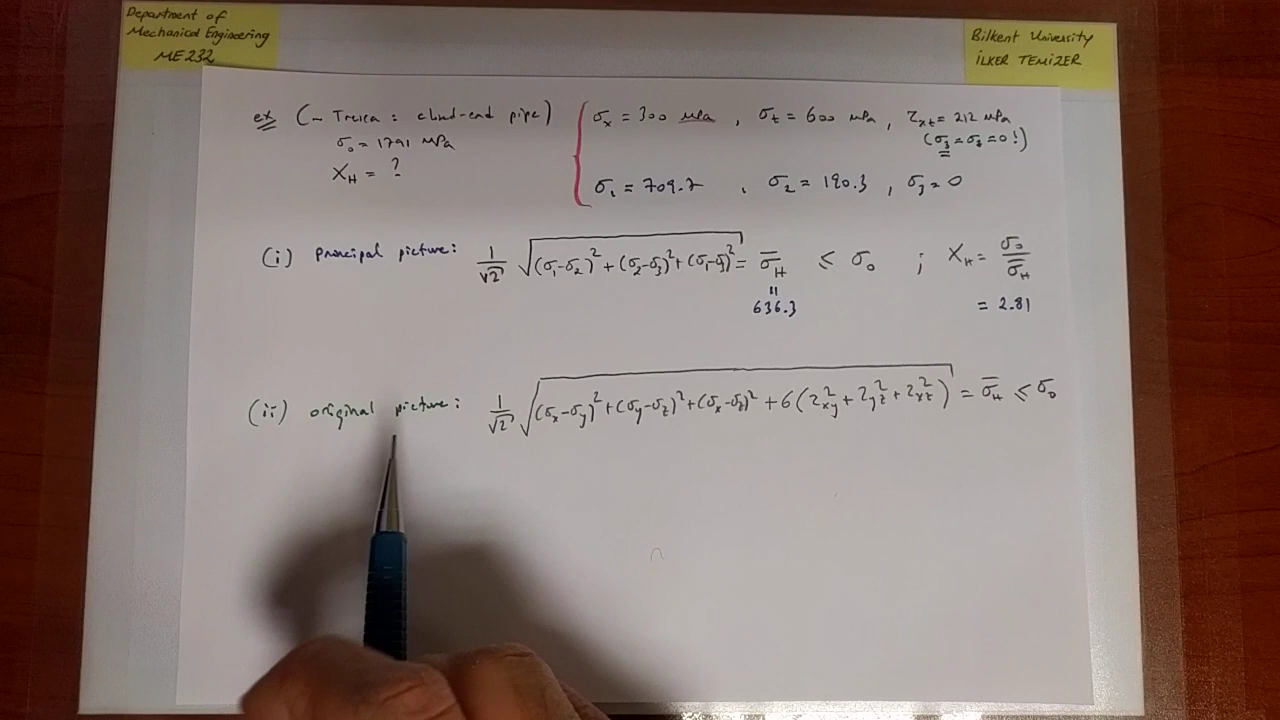 Department of
Mechanical Engineering
ME232
Bilkent University
İLKER TEMİZER
ex (~ Tresca : closed-end pipe)
σ₀ = 1791 MPa
X_H = ?
σ_x = 300 MPa , σ_t = 600 MPa , τ_xt = 212 MPa
(σ_z = σ_3 = 0 !)
σ₁ = 709.7 , σ₂ = 190.3 , σ₃ = 0
(i) Principal picture: 1/√2 √((σ₁-σ₂)² + (σ₂-σ₃)² + (σ₁-σ₃)²) = σ̄_H ≤ σ₀ ; X_H = σ₀/σ̄_H
"
636.3
= 2.81
(ii) original picture: 1/√2 √((σ_x-σ_y)² + (σ_y-σ_z)² + (σ_x-σ_z)² + 6(τ²_xy + τ²_yz + τ²_xz)) = σ̄_H ≤ σ₀